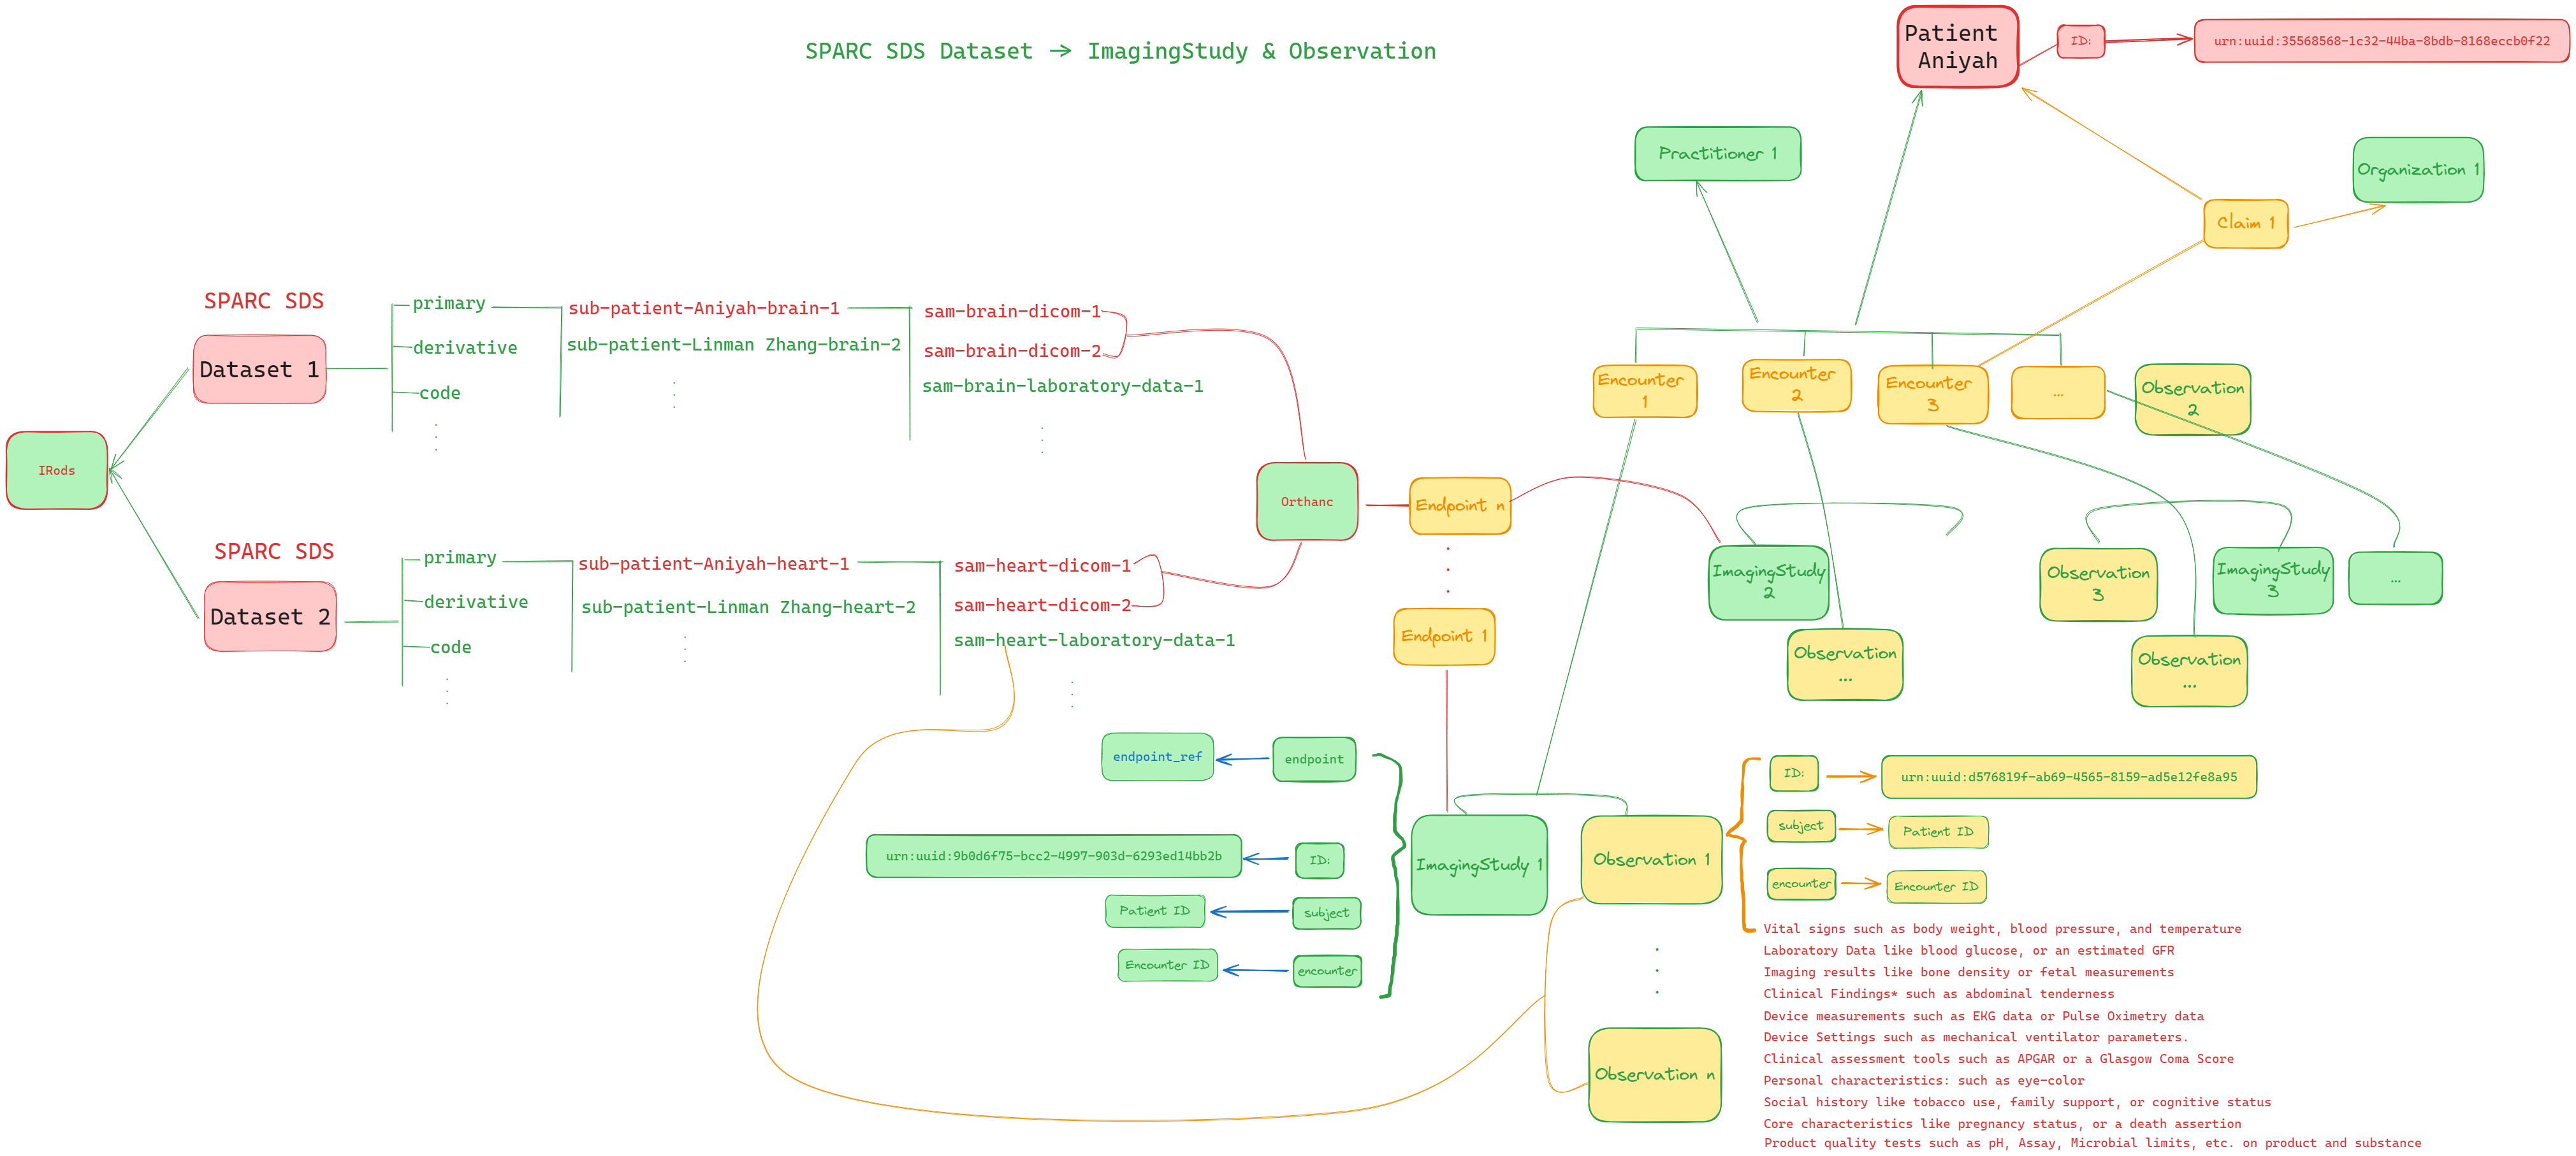 SPARC SDS Dataset → ImagingStudy & Observation
Patient
Aniyah
ID:
urn:uuid:35568568-1c32-44ba-8bdb-8168eccb0f22
Practitioner 1
Organization 1
Claim 1
SPARC SDS
Dataset 1
primary
derivative
code
sub-patient-Aniyah-brain-1
sub-patient-Linman Zhang-brain-2
sam-brain-dicom-1
sam-brain-dicom-2
sam-brain-laboratory-data-1
IRods
SPARC SDS
Dataset 2
primary
derivative
code
sub-patient-Aniyah-heart-1
sub-patient-Linman Zhang-heart-2
sam-heart-dicom-1
sam-heart-dicom-2
sam-heart-laboratory-data-1
Orthanc
Endpoint n
Endpoint 1
Encounter
1
Encounter
2
Encounter
3
...
Observation
2
ImagingStudy
2
Observation
...
Observation
3
ImagingStudy
3
...
Observation
...
endpoint_ref
endpoint
urn:uuid:9b0d6f75-bcc2-4997-903d-6293ed14bb2b
ID:
Patient ID
subject
Encounter ID
encounter
ImagingStudy 1
Observation 1
Observation n
ID:
urn:uuid:d576819f-ab69-4565-8159-ad5e12fe8a95
subject
Patient ID
encounter
Encounter ID
Vital signs such as body weight, blood pressure, and temperature
Laboratory Data like blood glucose, or an estimated GFR
Imaging results like bone density or fetal measurements
Clinical Findings* such as abdominal tenderness
Device measurements such as EKG data or Pulse Oximetry data
Device Settings such as mechanical ventilator parameters.
Clinical assessment tools such as APGAR or a Glasgow Coma Score
Personal characteristics: such as eye-color
Social history like tobacco use, family support, or cognitive status
Core characteristics like pregnancy status, or a death assertion
Product quality tests such as pH, Assay, Microbial limits, etc. on product and substance